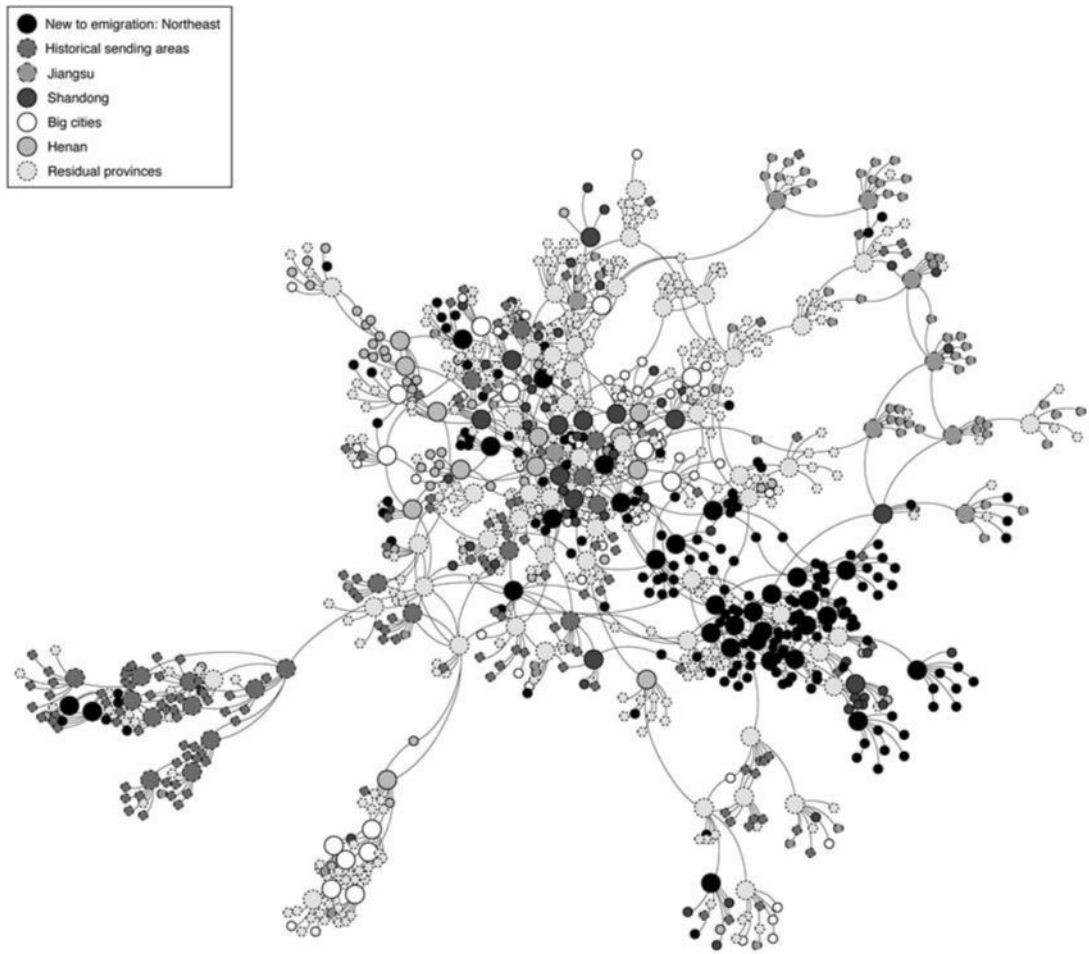 New to emigration: Northeast
Historical sending areas
Jiangsu
Shandong
Big cities
Henan
Residual provinces